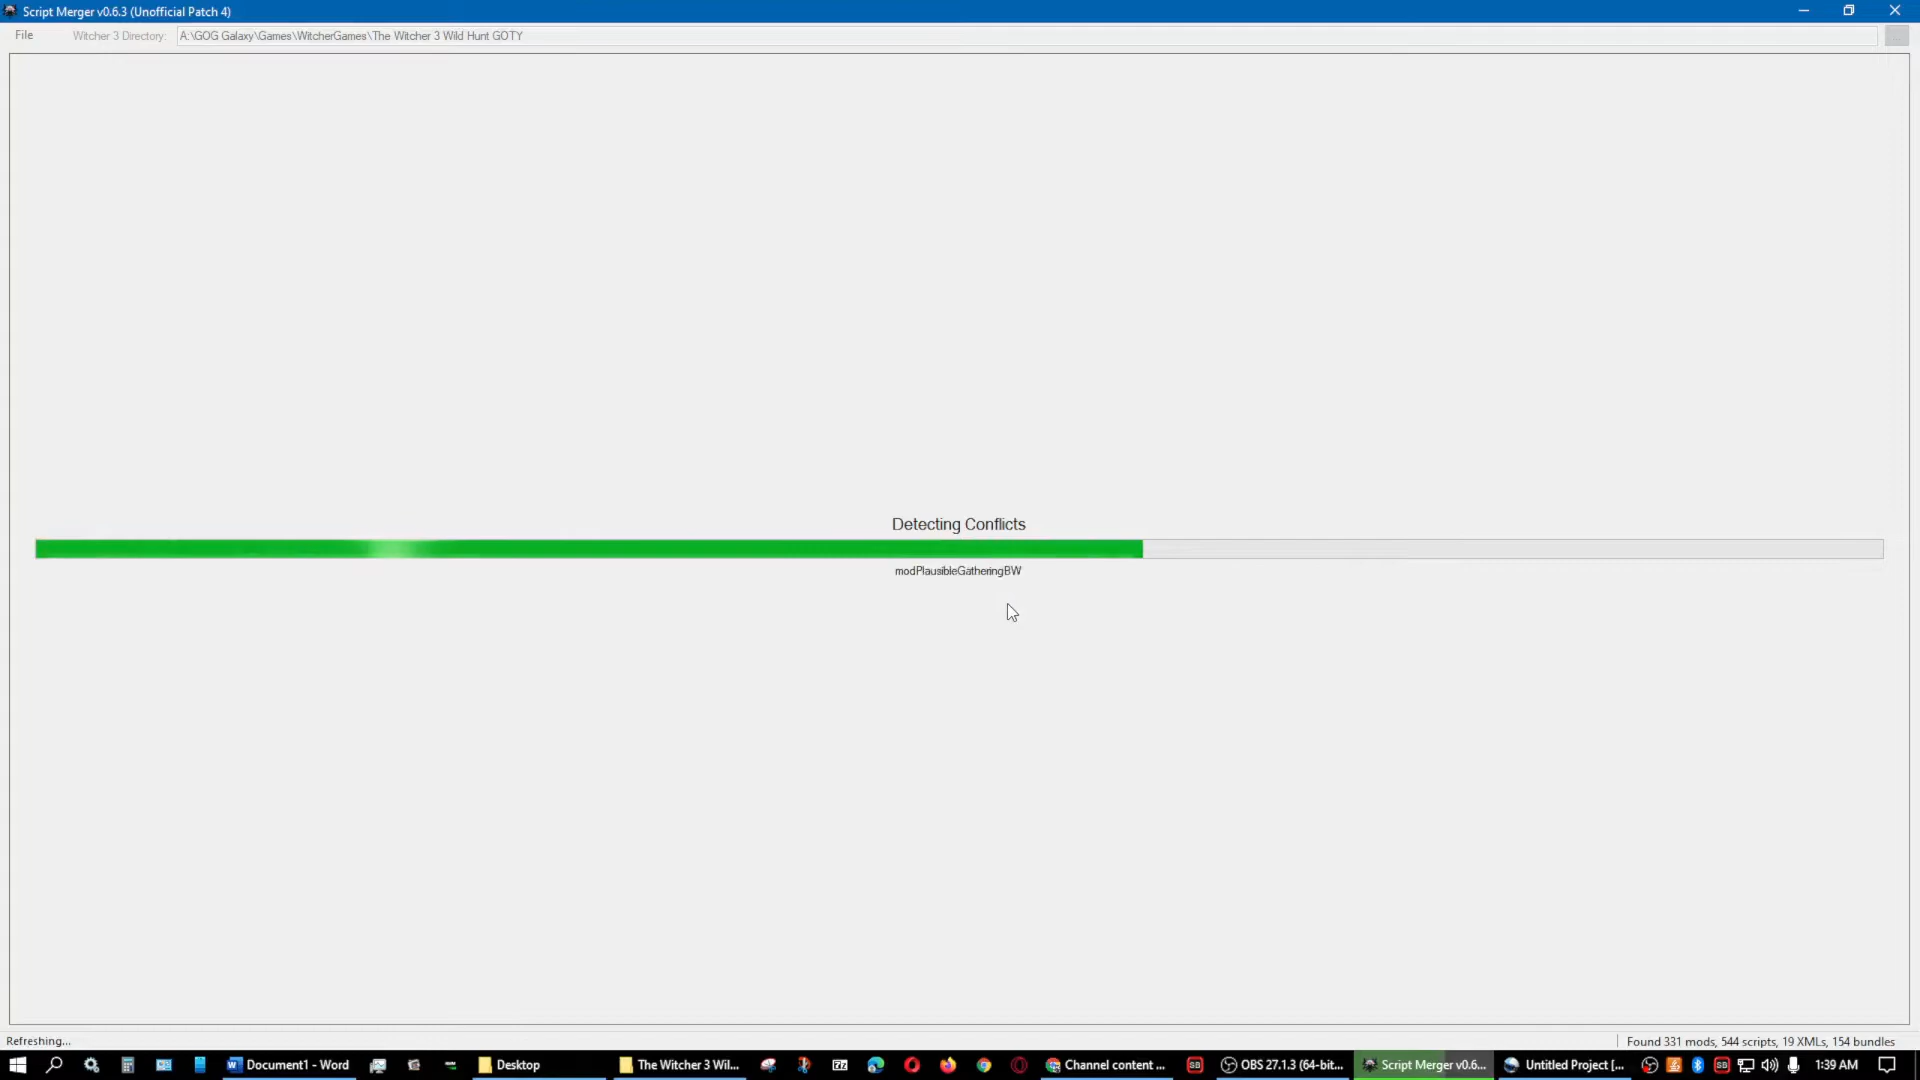 Script Merger v0.6.3 (Unofficial Patch 4)
File Witcher 3 Directory: A:\GOG Galaxy\Games\WitcherGames\The Witcher 3 Wild Hunt GOTY
Detecting Conflicts
modPlausibleGatheringBW
Refreshing...
Found 331 mods, 544 scripts, 19 XMLs, 154 bundles
Document1 - Word Desktop The Witcher 3 Wil... 7z Channel content ... SB OBS 27.1.3 (64-bit... Script Merger v0.6... Untitled Project [... SB 1:39 AM